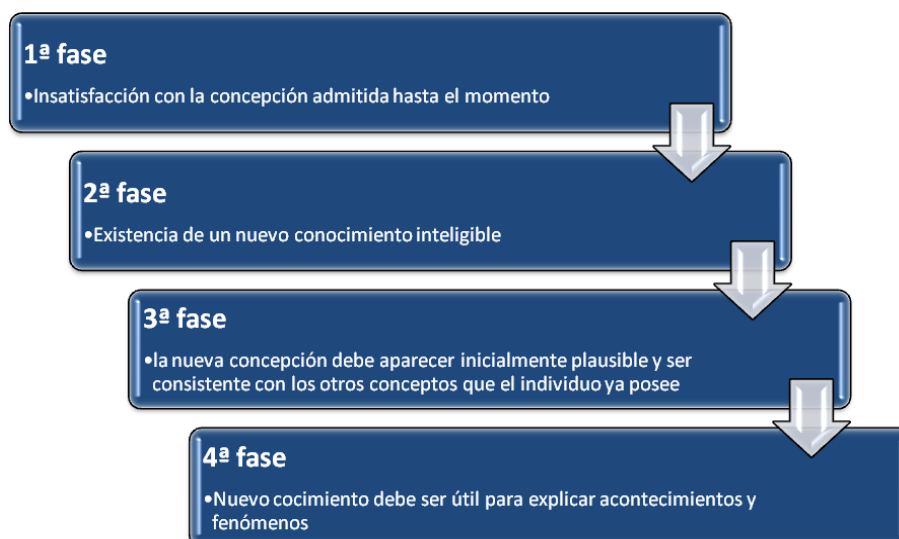 1ª fase
•Insatisfacción con la concepción admitida hasta el momento
2ª fase
•Existencia de un nuevo conocimiento inteligible
3ª fase
•la nueva concepción debe aparecer inicialmente plausible y ser
consistente con los otros conceptos que el individuo ya posee
4ª fase
•Nuevo cocimiento debe ser útil para explicar acontecimientos y
fenómenos